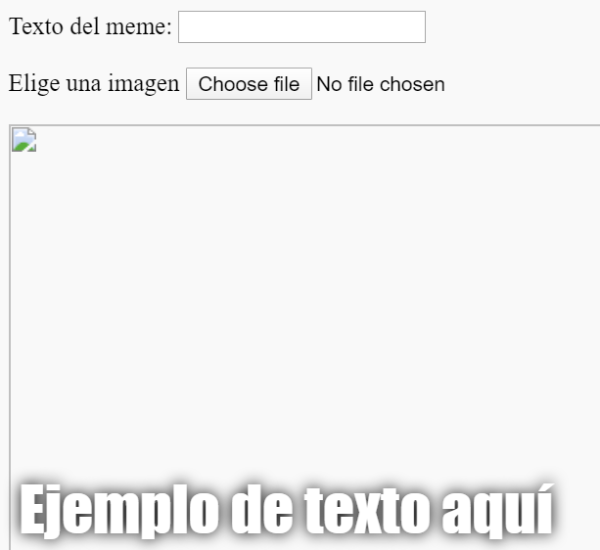 Texto del meme:
Elige una imagen Choose file No file chosen
Ejemplo de texto aquí